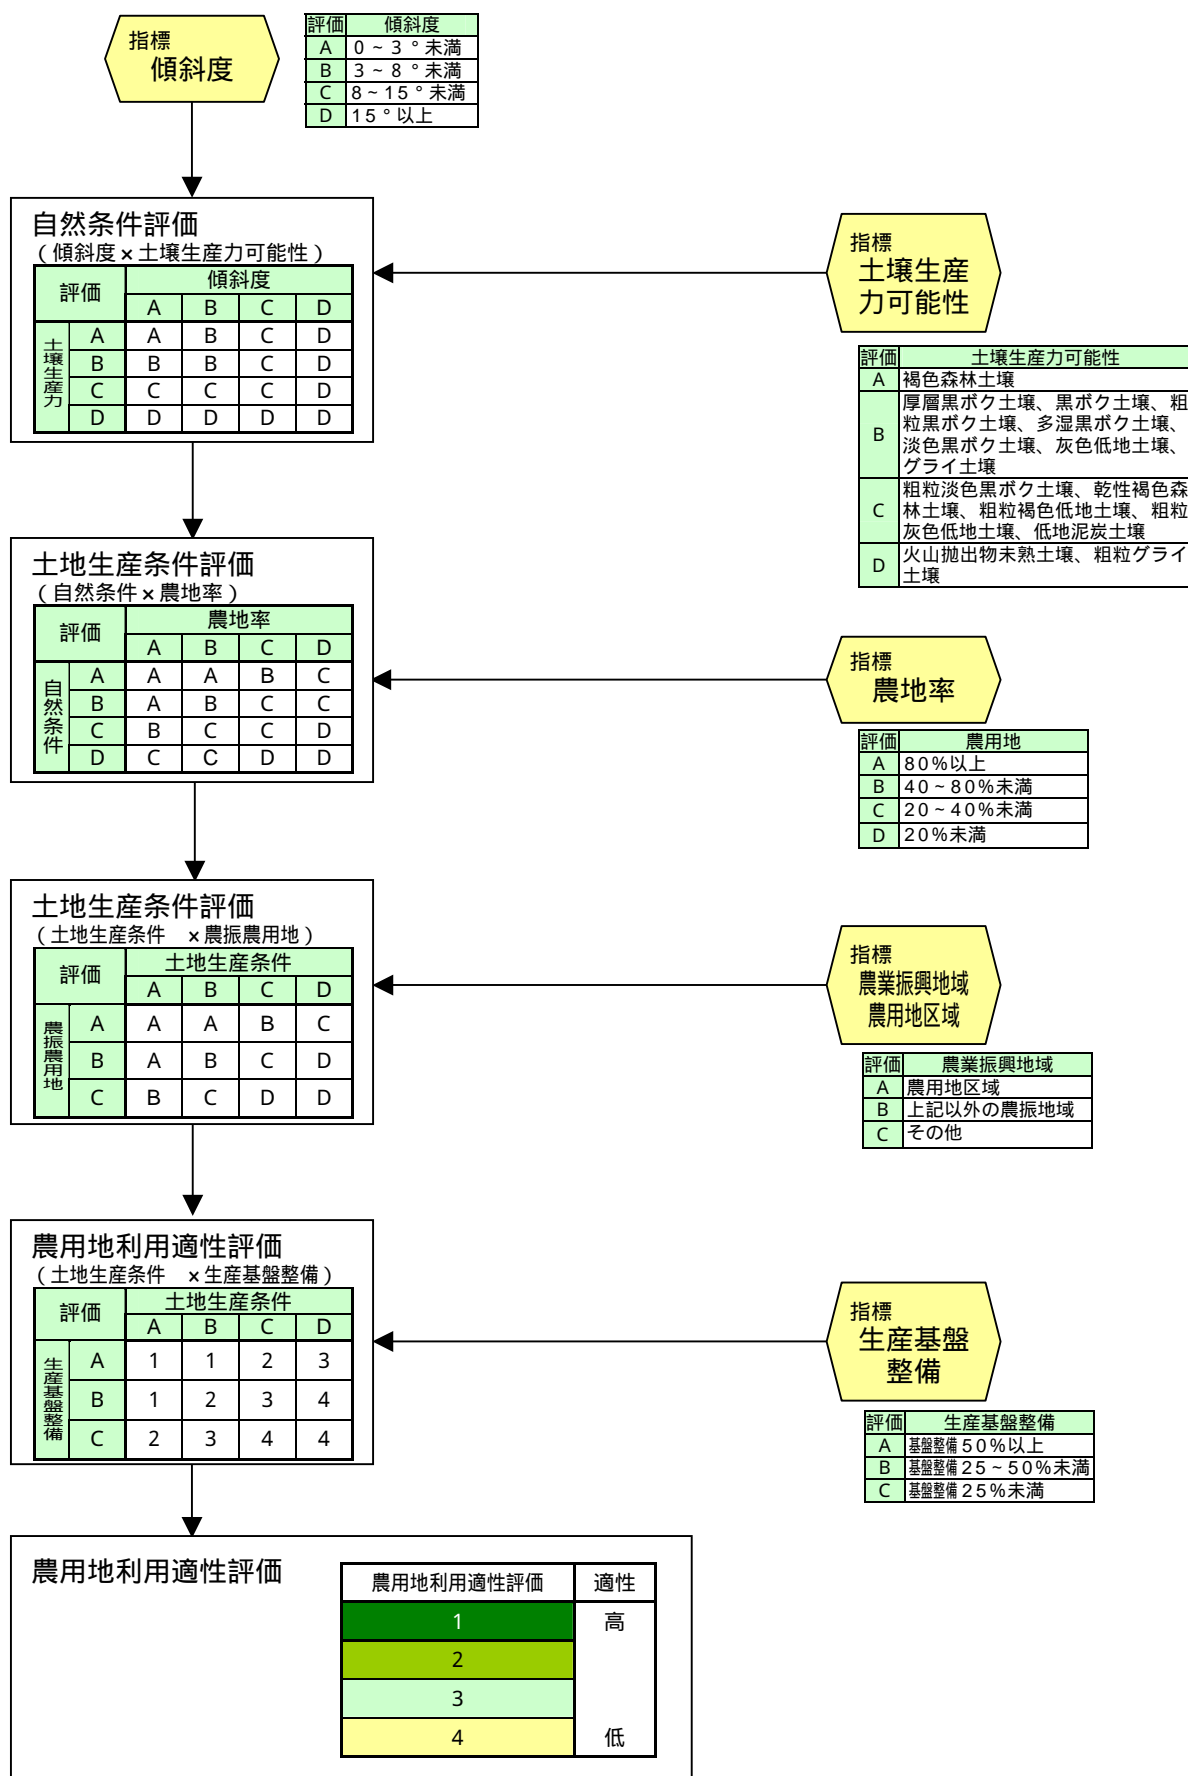 指標
傾斜度
評価 傾斜度
A 0~3°未満
B 3~8°未満
C 8~15°未満
D 15°以上
自然条件評価
(傾斜度×土壌生産力可能性)
評価 傾斜度
A B C D
土壌生産力
A A B C D
B B B C D
C C C C D
D D D D D
指標
土壌生産
力可能性
評価 土壌生産力可能性
A 褐色森林土壌
B 厚層黒ボク土壌、黒ボク土壌、粗
粒黒ボク土壌、多湿黒ボク土壌、
淡色黒ボク土壌、灰色低地土壌、
グライ土壌
C 粗粒淡色黒ボク土壌、乾性褐色森
林土壌、粗粒褐色低地土壌、粗粒
灰色低地土壌、低地泥炭土壌
D 火山抛出物未熟土壌、粗粒グライ
土壌
土地生産条件評価
(自然条件×農地率)
評価 農地率
A B C D
自然条件
A A A B C
B A B C C
C B C C D
D C C D D
指標
農地率
評価 農用地
A 80%以上
B 40~80%未満
C 20~40%未満
D 20%未満
土地生産条件評価
(土地生産条件 ×農振農用地)
評価 土地生産条件
A B C D
農振農用地
A A A B C
B A B C D
C B C D D
指標
農業振興地域
農用地区域
評価 農業振興地域
A 農用地区域
B 上記以外の農振地域
C その他
農用地利用適性評価
(土地生産条件 ×生産基盤整備)
評価 土地生産条件
A B C D
生産基盤整備
A 1 1 2 3
B 1 2 3 4
C 2 3 4 4
指標
生産基盤
整備
評価 生産基盤整備
A 基盤整備50%以上
B 基盤整備25~50%未満
C 基盤整備25%未満
農用地利用適性評価
農用地利用適性評価 適性
1 高
2
3
4 低